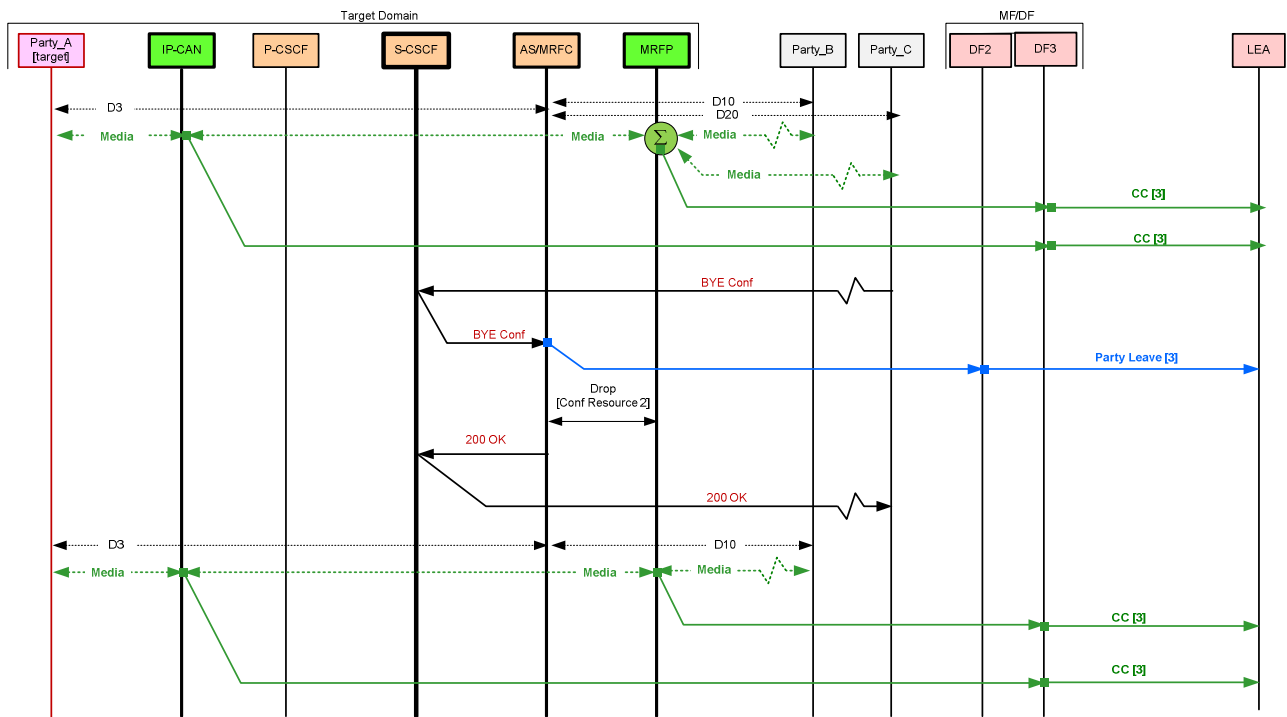 Target Domain
MF/DF
Party_A
[target]
IP-CAN
P-CSCF
S-CSCF
AS/MRFC
MRFP
Party_B
Party_C
DF2
DF3
LEA
D3
D10
D20
Media
Media
Σ
Media
Media
CC [3]
CC [3]
BYE Conf
BYE Conf
Party Leave [3]
Drop
[Conf Resource 2]
200 OK
200 OK
D3
D10
Media
Media
Media
CC [3]
CC [3]